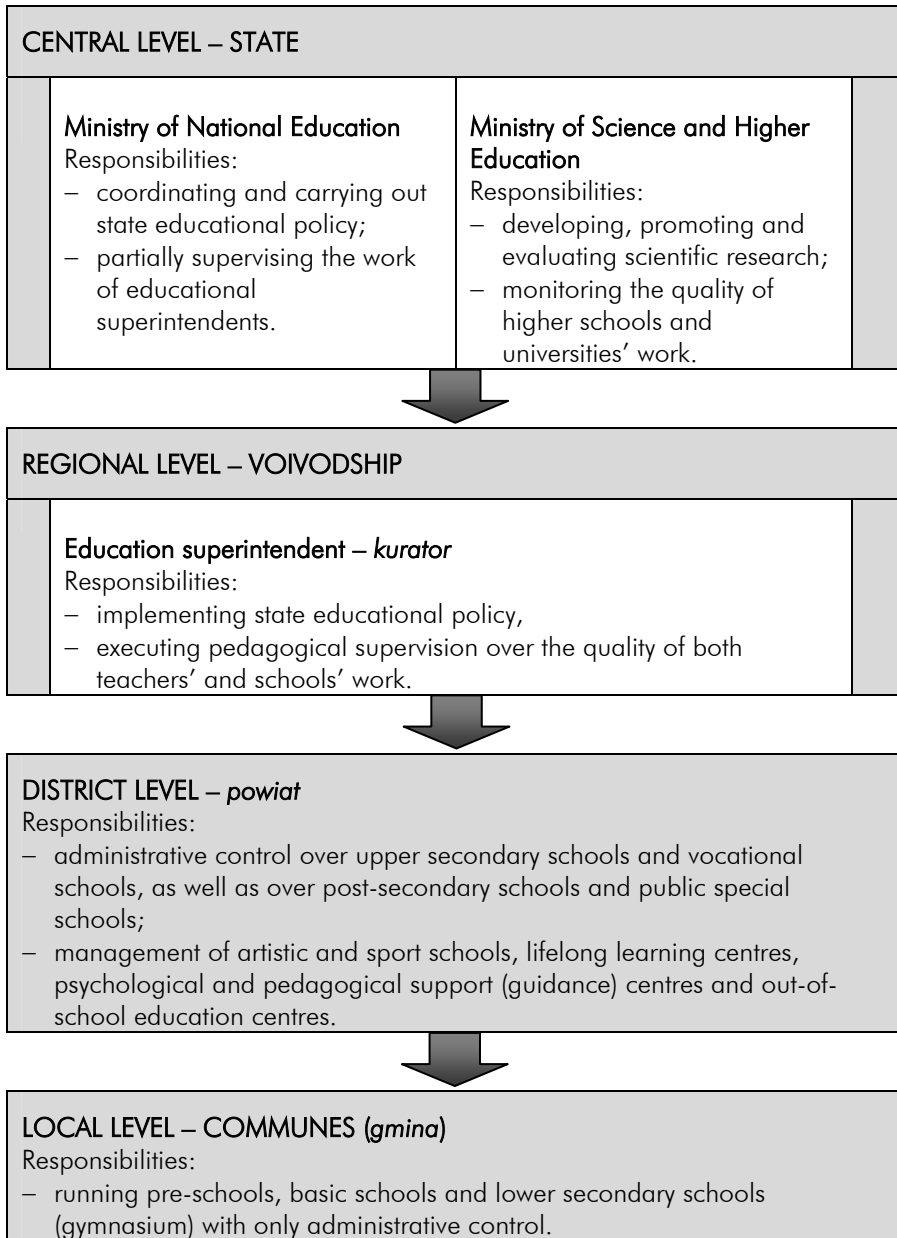 CENTRAL LEVEL – STATE
Ministry of National Education
Responsibilities:
– coordinating and carrying out
state educational policy;
– partially supervising the work
of educational
superintendents.
Ministry of Science and Higher
Education
Responsibilities:
– developing, promoting and
evaluating scientific research;
– monitoring the quality of
higher schools and
universities’ work.
REGIONAL LEVEL – VOIVODSHIP
Education superintendent – kurator
Responsibilities:
– implementing state educational policy,
– executing pedagogical supervision over the quality of both
teachers’ and schools’ work.
DISTRICT LEVEL – powiat
Responsibilities:
– administrative control over upper secondary schools and vocational
schools, as well as over post-secondary schools and public special
schools;
– management of artistic and sport schools, lifelong learning centres,
psychological and pedagogical support (guidance) centres and out-of-
school education centres.
LOCAL LEVEL – COMMUNES (gmina)
Responsibilities:
– running pre-schools, basic schools and lower secondary schools
(gymnasium) with only administrative control.